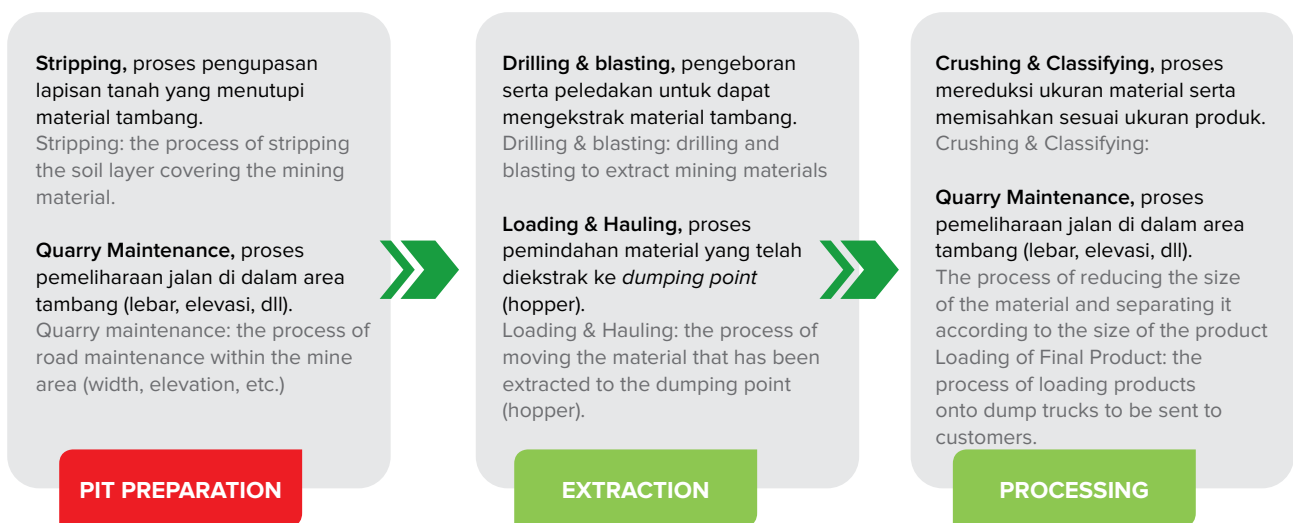 Stripping, proses pengupasan
lapisan tanah yang menutupi
material tambang.
Stripping: the process of stripping
the soil layer covering the mining
material.
Quarry Maintenance, proses
pemeliharaan jalan di dalam area
tambang (lebar, elevasi, dll).
Quarry maintenance: the process of
road maintenance within the mine
area (width, elevation, etc.)
PIT PREPARATION
Drilling & blasting, pengeboran
serta peledakan untuk dapat
mengekstrak material tambang.
Drilling & blasting: drilling and
blasting to extract mining materials
Loading & Hauling, proses
pemindahan material yang telah
diekstrak ke dumping point
(hopper).
Loading & Hauling: the process of
moving the material that has been
extracted to the dumping point
(hopper).
EXTRACTION
Crushing & Classifying, proses
mereduksi ukuran material serta
memisahkan sesuai ukuran produk.
Crushing & Classifying:
Quarry Maintenance, proses
pemeliharaan jalan di dalam area
tambang (lebar, elevasi, dll).
The process of reducing the size
of the material and separating it
according to the size of the product
Loading of Final Product: the
process of loading products
onto dump trucks to be sent to
customers.
PROCESSING